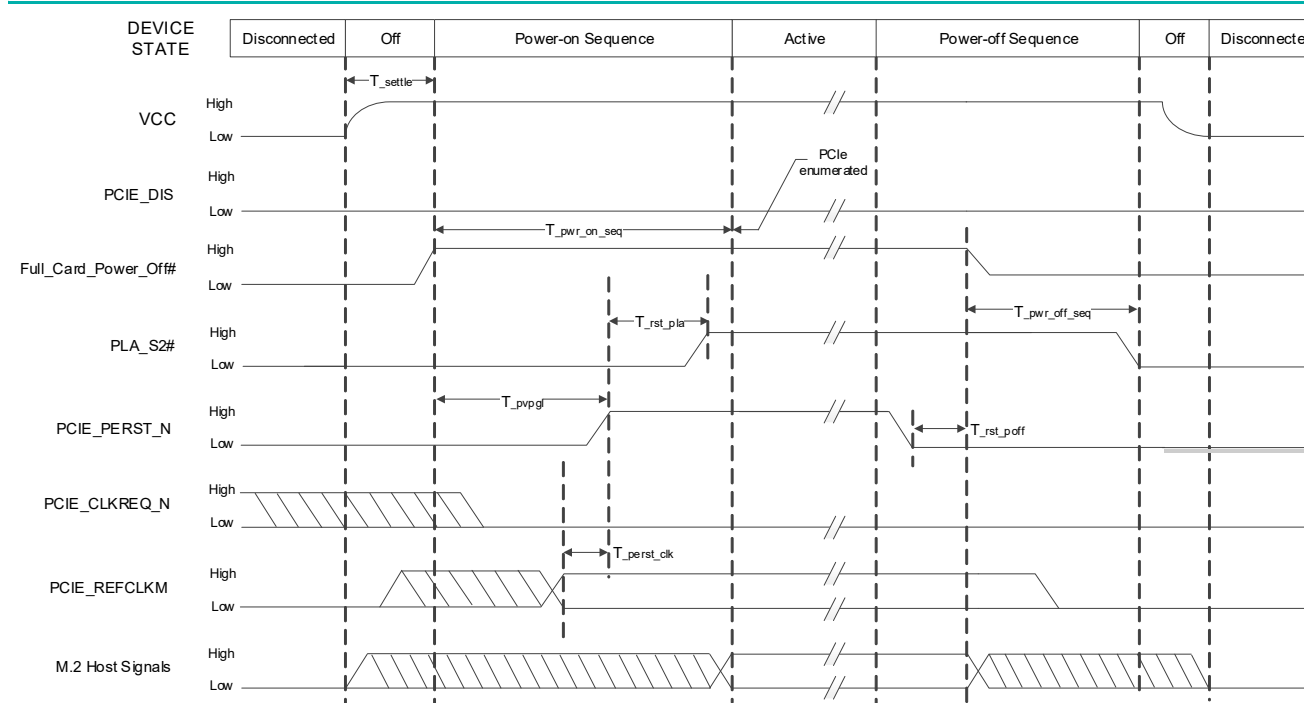 DEVICE
STATE
Disconnected Off Power-on Sequence Active Power-off Sequence Off Disconnecte
T_settle
VCC
High
Low
PCIe
enumerated
PCIE_DIS
High
Low
T_pwr_on_seq
Full_Card_Power_Off#
High
Low
T_rst_pla
T_pwr_off_seq
PLA_S2#
High
Low
T_pvpgl
PCIE_PERST_N
High
Low
T_rst_poff
PCIE_CLKREQ_N
High
Low
T_perst_clk
PCIE_REFCLKM
High
Low
M.2 Host Signals
High
Low